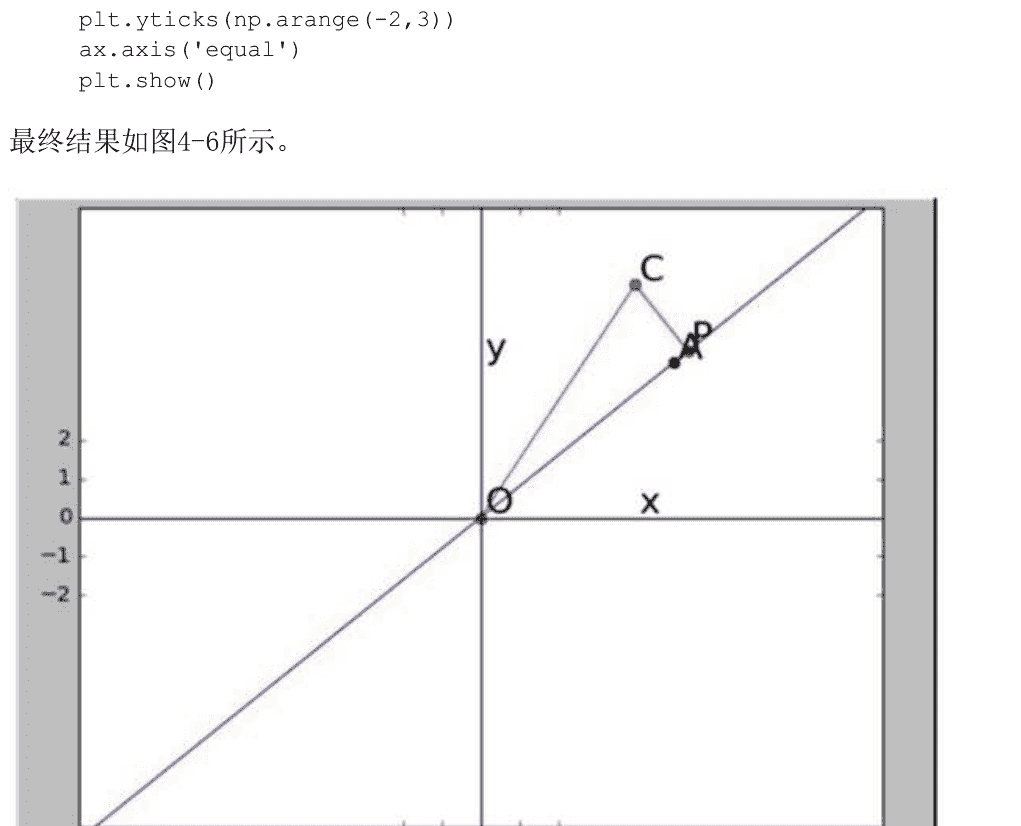 plt.yticks(np.arange(-2,3))
ax.axis('equal')
plt.show()
最终结果如图4-6所示。
C
P
A
y
2
1
O
x
0
-1
-2